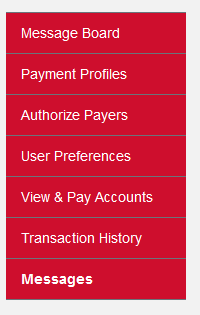 Message Board
Payment Profiles
Authorize Payers
User Preferences
View & Pay Accounts
Transaction History
Messages